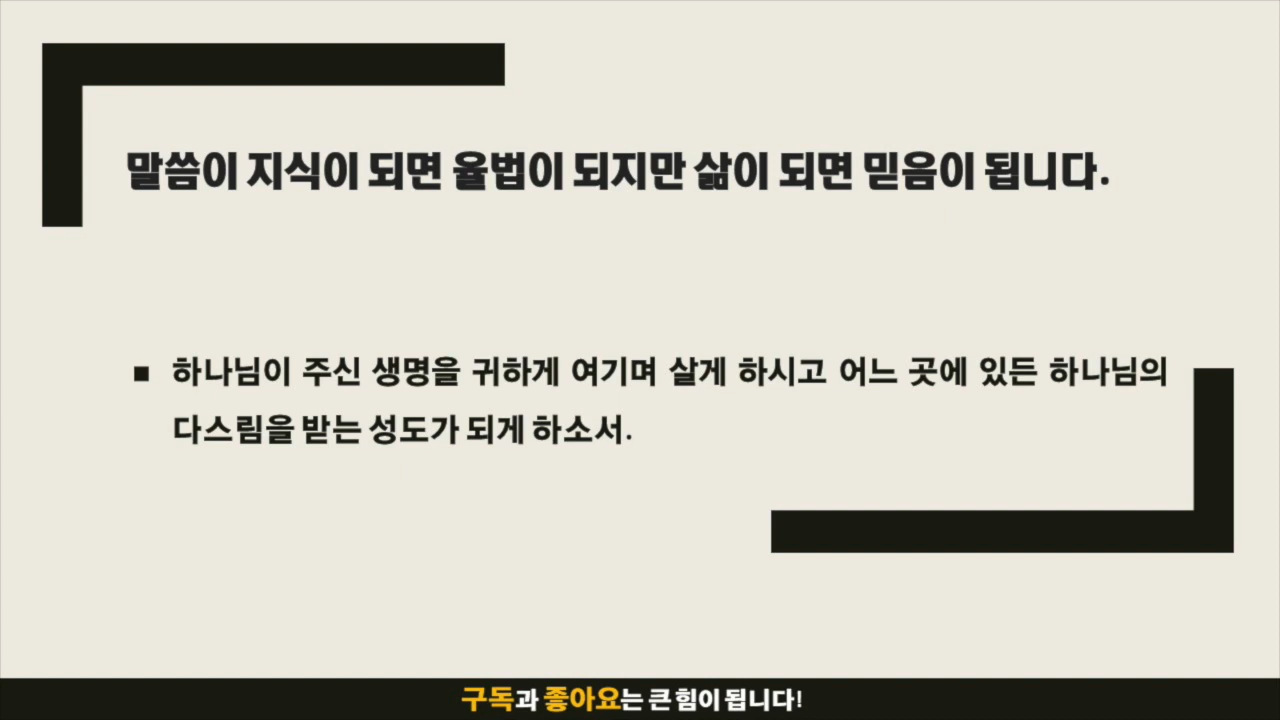 말씀이 지식이 되면 율법이 되지만 삶이 되면 믿음이 됩니다.
■ 하나님이 주신 생명을 귀하게 여기며 살게 하시고 어느 곳에 있든 하나님의
다스림을 받는 성도가 되게 하소서.
구독과 좋아요는 큰 힘이 됩니다!